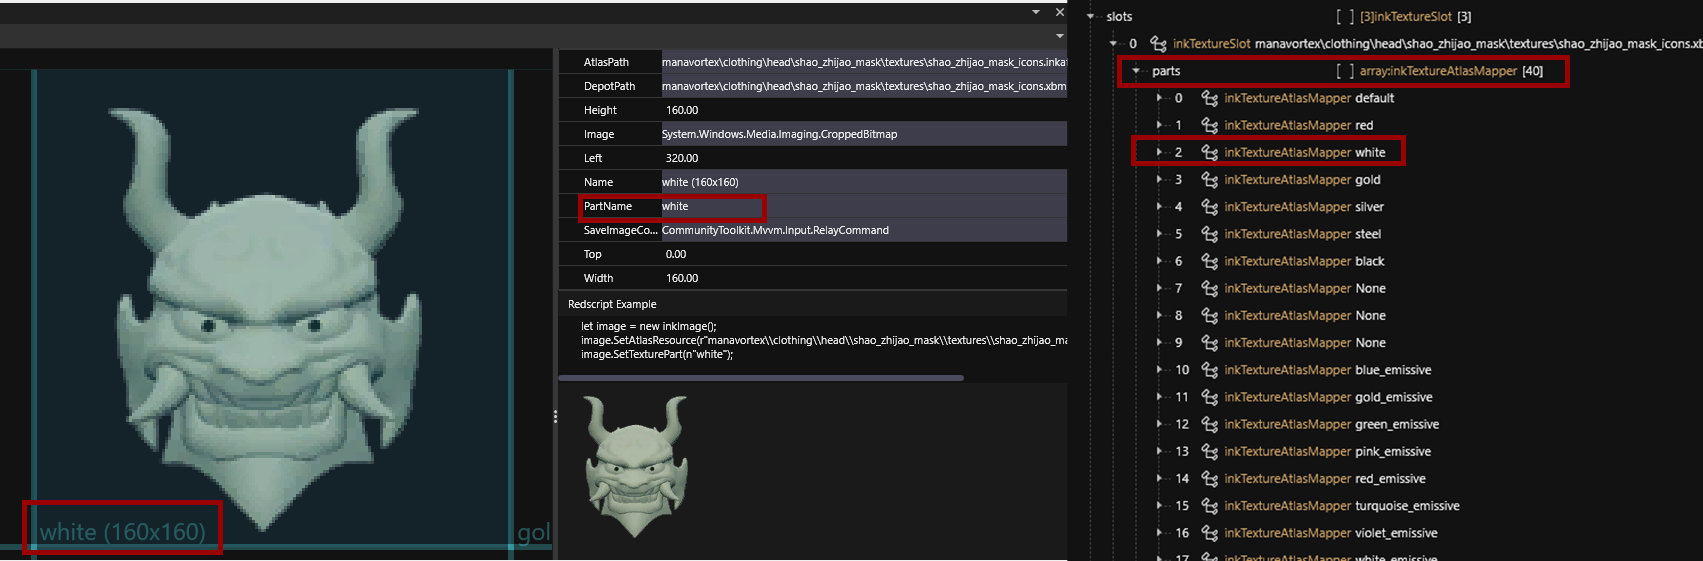 white (160x160)
gol
AtlasPath manavortex\clothing\head\shao_zhijao_mask\textures\shao_zhijao_mask_icons.inka
DepotPath manavortex\clothing\head\shao_zhijao_mask\textures\shao_zhijao_mask_icons.xbm
Height 160.00
Image System.Windows.Media.Imaging.CroppedBitmap
Left 320.00
Name white (160x160)
PartName white
SaveImageCo... CommunityToolkit.Mvvm.Input.RelayCommand
Top 0.00
Width 160.00
Redscript Example
let image = new inkImage();
image.SetAtlasResource(r"manavortex\\clothing\\head\\shao_zhijao_mask\\textures\\shao_zhijao_ma
image.SetTexturePart(n"white");
slots [ ] [3]inkTextureSlot [3]
0 inkTextureSlot manavortex\clothing\head\shao_zhijao_mask\textures\shao_zhijao_mask_icons.xb
parts [ ] array:inkTextureAtlasMapper [40]
0 inkTextureAtlasMapper default
1 inkTextureAtlasMapper red
2 inkTextureAtlasMapper white
3 inkTextureAtlasMapper gold
4 inkTextureAtlasMapper silver
5 inkTextureAtlasMapper steel
6 inkTextureAtlasMapper black
7 inkTextureAtlasMapper None
8 inkTextureAtlasMapper None
9 inkTextureAtlasMapper None
10 inkTextureAtlasMapper blue_emissive
11 inkTextureAtlasMapper gold_emissive
12 inkTextureAtlasMapper green_emissive
13 inkTextureAtlasMapper pink_emissive
14 inkTextureAtlasMapper red_emissive
15 inkTextureAtlasMapper turquoise_emissive
16 inkTextureAtlasMapper violet_emissive
17 inkTextureAtlasMapper white_emissive